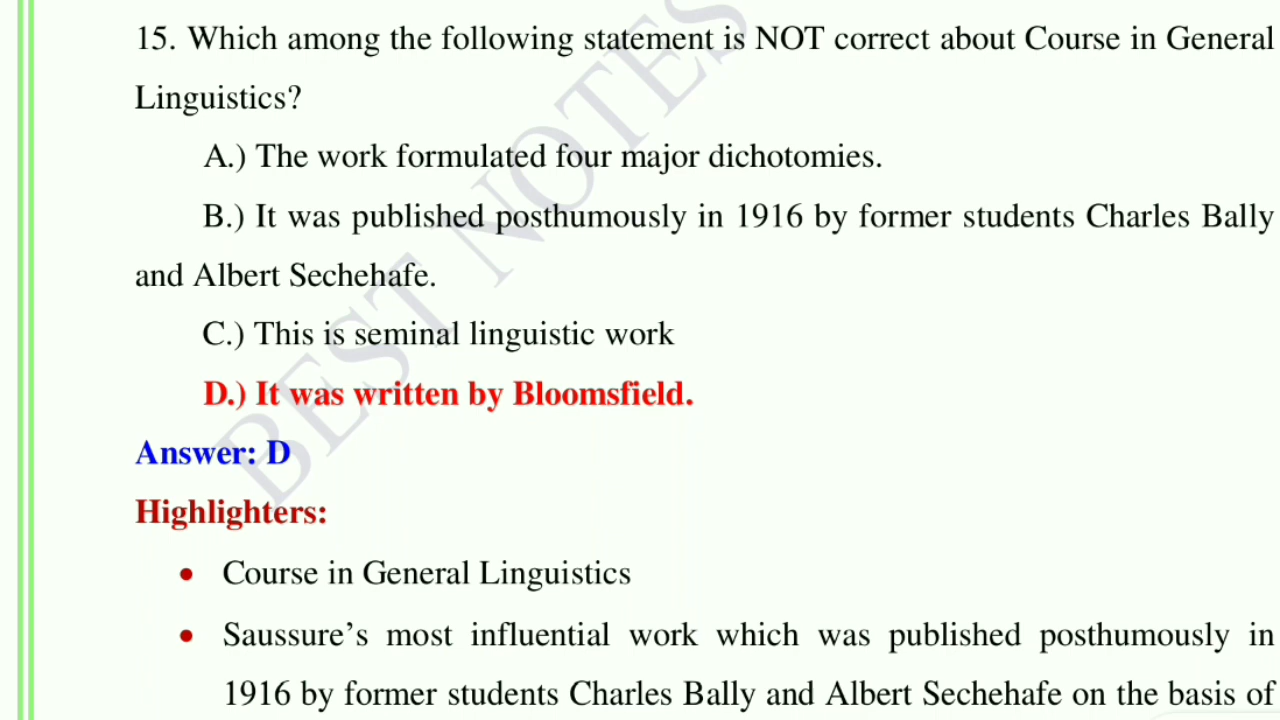 15. Which among the following statement is NOT correct about Course in General
Linguistics?
A.) The work formulated four major dichotomies.
B.) It was published posthumously in 1916 by former students Charles Bally
and Albert Sechehafe.
C.) This is seminal linguistic work
D.) It was written by Bloomsfield.
Answer: D
Highlighters:
• Course in General Linguistics
• Saussure’s most influential work which was published posthumously in
1916 by former students Charles Bally and Albert Sechehafe on the basis of
BEST NOTES